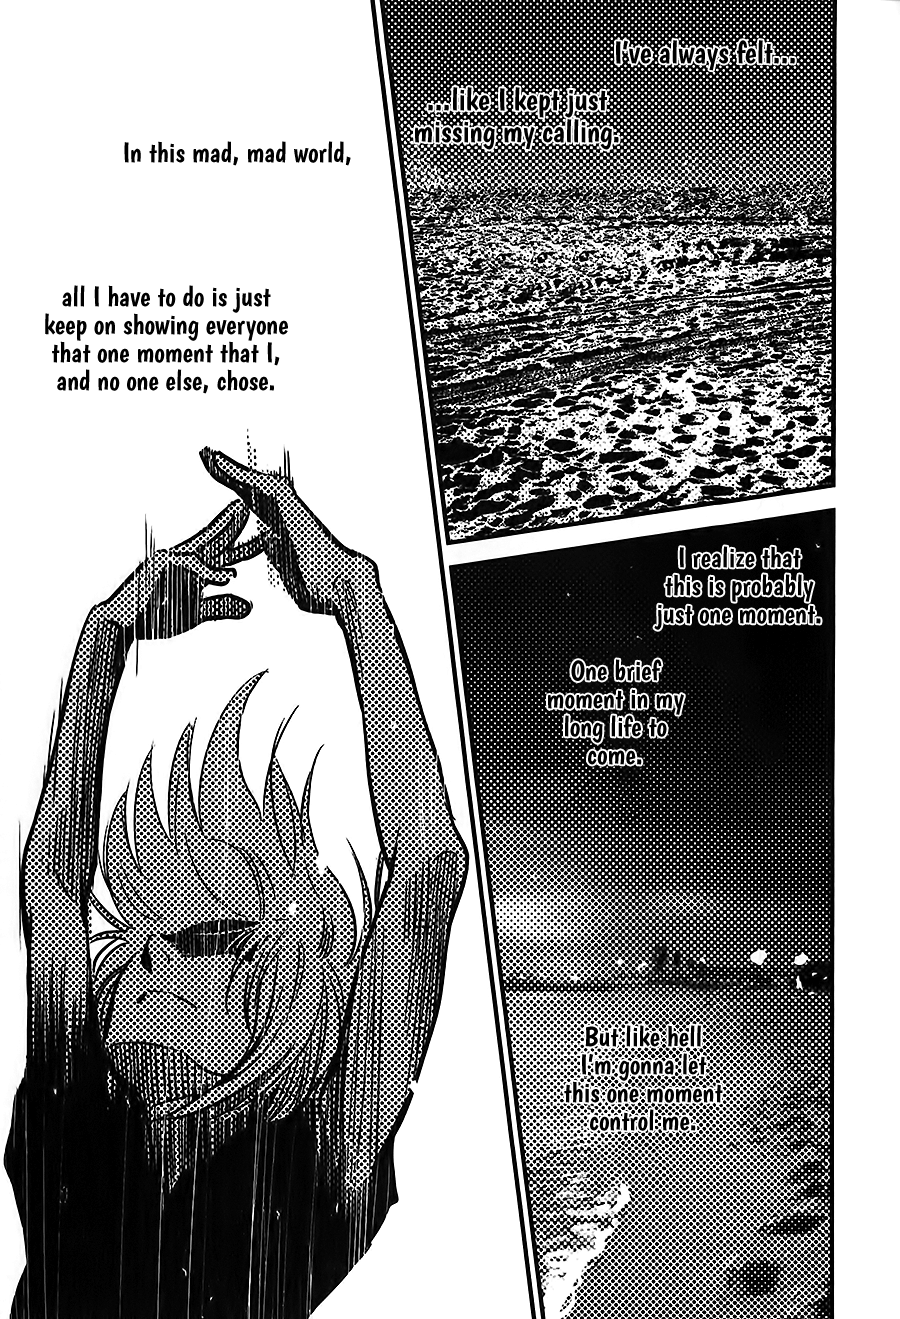 I've always felt...
...like I kept just
missing my calling.
I realize that
this is probably
just one moment.
One brief
moment in my
long life to
come.
But like hell
I'm gonna let
this one moment
control me.
In this mad, mad world,
all I have to do is just
keep on showing everyone
that one moment that I,
and no one else, chose.